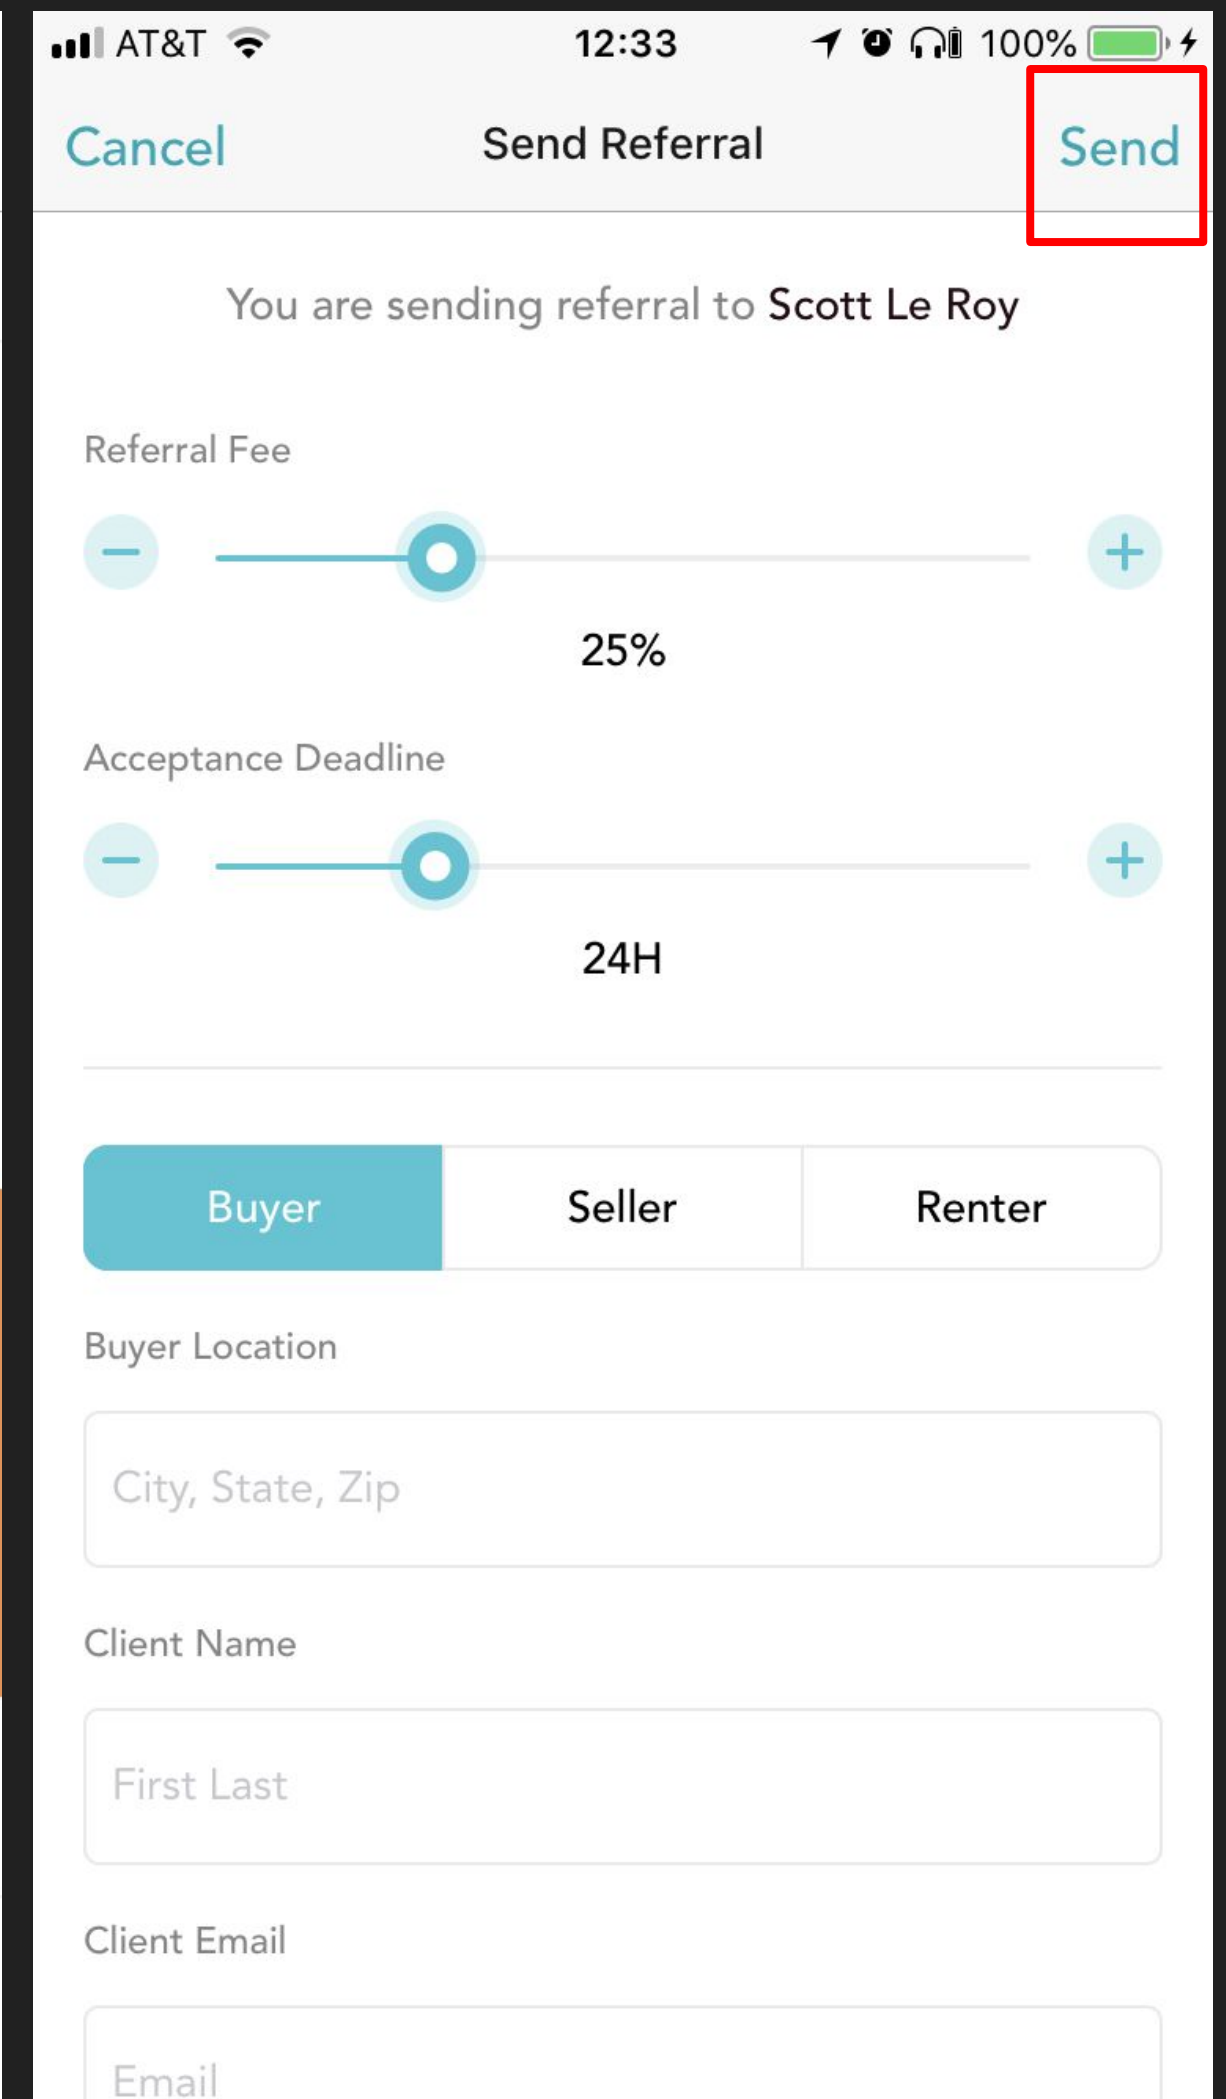 AT&T 12:33 100%
Cancel Send Referral Send
You are sending referral to Scott Le Roy
Referral Fee
25%
Acceptance Deadline
24H
Buyer Seller Renter
Buyer Location
City, State, Zip
Client Name
First Last
Client Email
Email